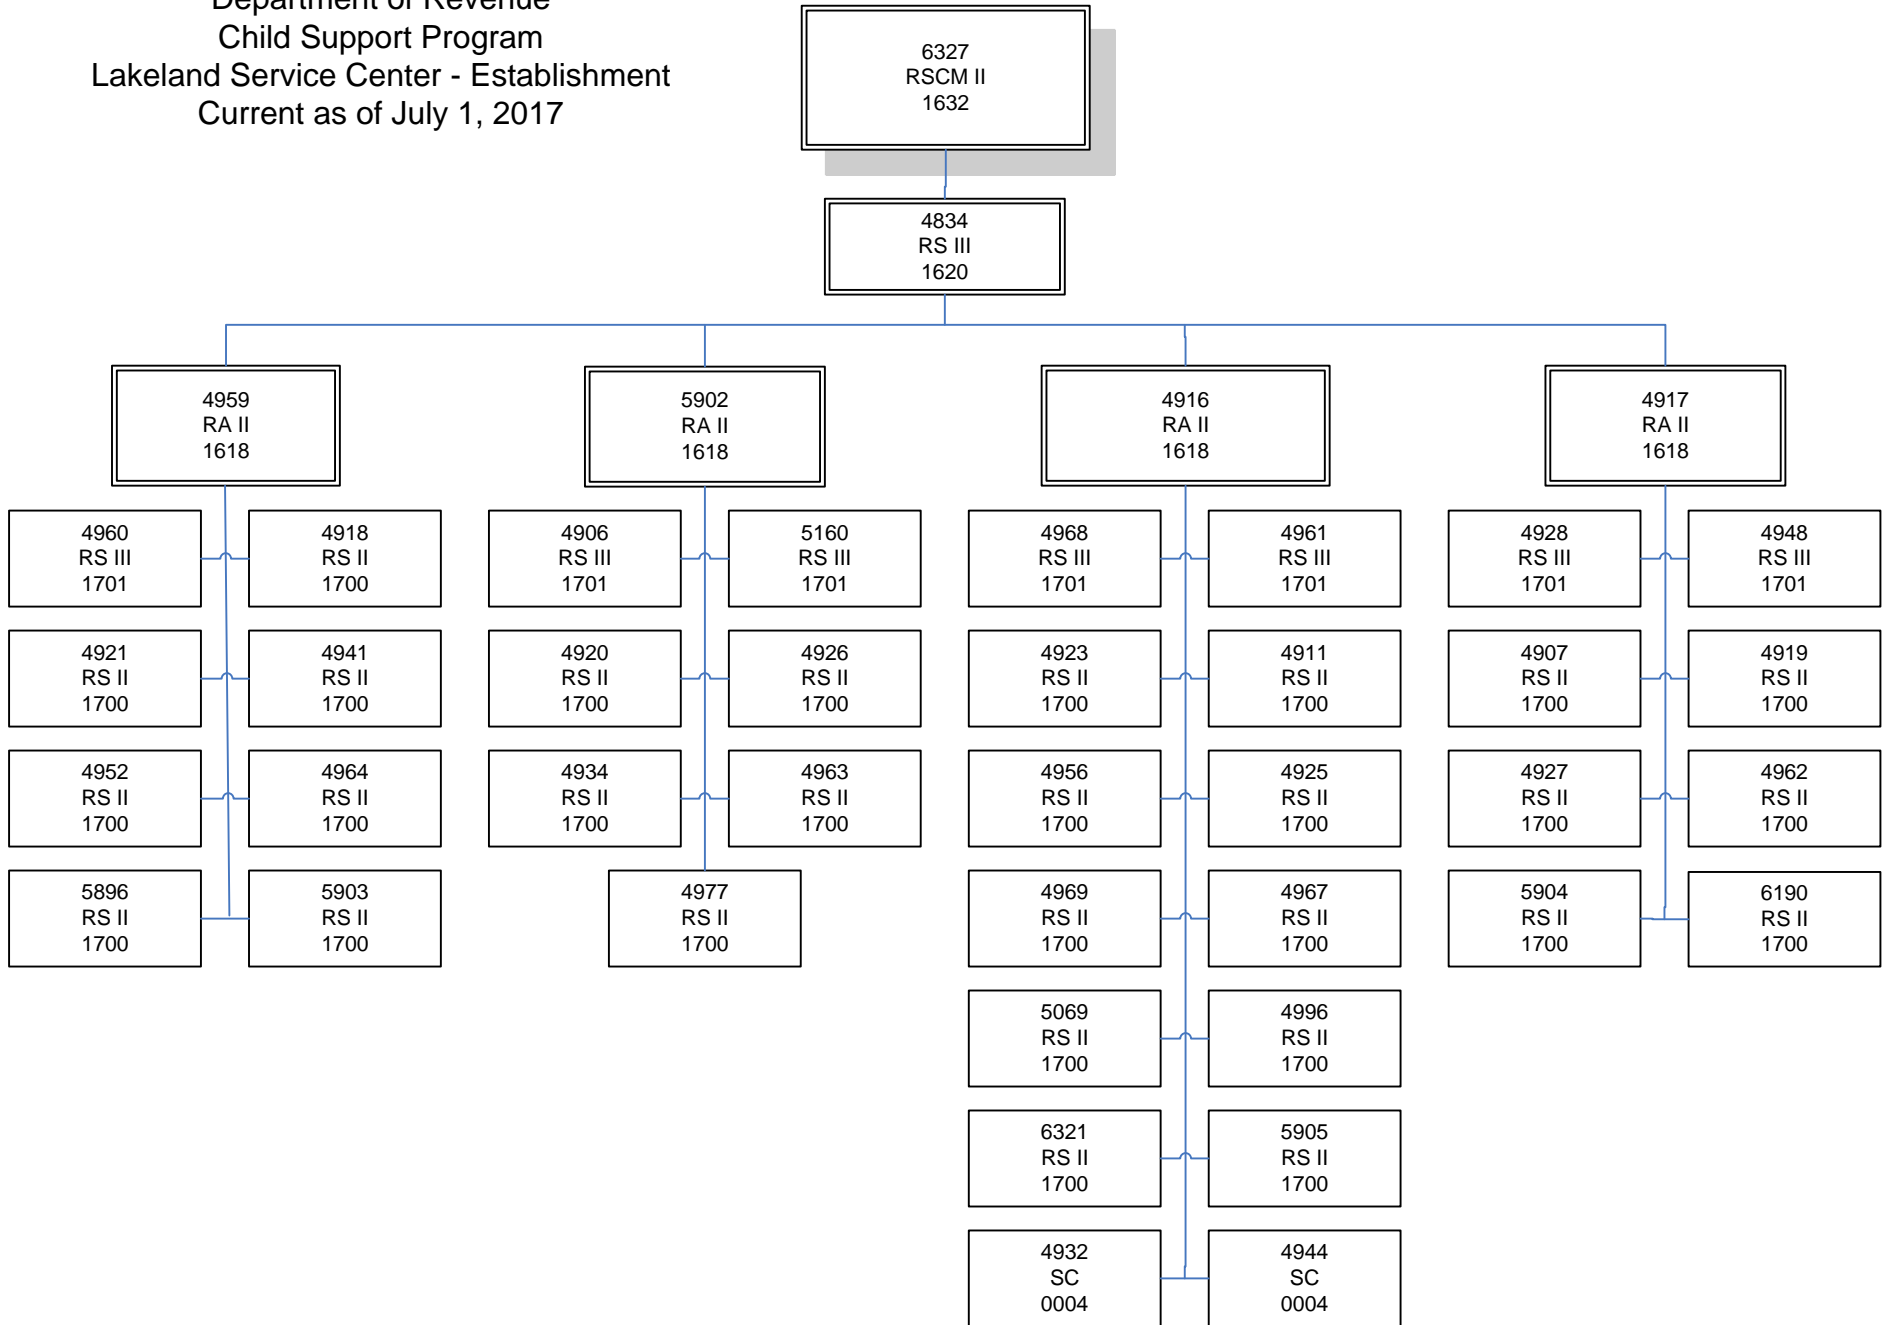 Department of Revenue
Child Support Program
Lakeland Service Center - Establishment
Current as of July 1, 2017
6327
RSCM II
1632
4834
RS III
1620
4959
RA II
1618
5902
RA II
1618
4916
RA II
1618
4917
RA II
1618
4960
RS III
1701
4918
RS II
1700
4906
RS III
1701
5160
RS III
1701
4968
RS III
1701
4961
RS III
1701
4928
RS III
1701
4948
RS III
1701
4921
RS II
1700
4941
RS II
1700
4920
RS II
1700
4926
RS II
1700
4923
RS II
1700
4911
RS II
1700
4907
RS II
1700
4919
RS II
1700
4952
RS II
1700
4964
RS II
1700
4934
RS II
1700
4963
RS II
1700
4956
RS II
1700
4925
RS II
1700
4927
RS II
1700
4962
RS II
1700
5896
RS II
1700
5903
RS II
1700
4977
RS II
1700
4969
RS II
1700
4967
RS II
1700
5904
RS II
1700
6190
RS II
1700
5069
RS II
1700
4996
RS II
1700
6321
RS II
1700
5905
RS II
1700
4932
SC
0004
4944
SC
0004